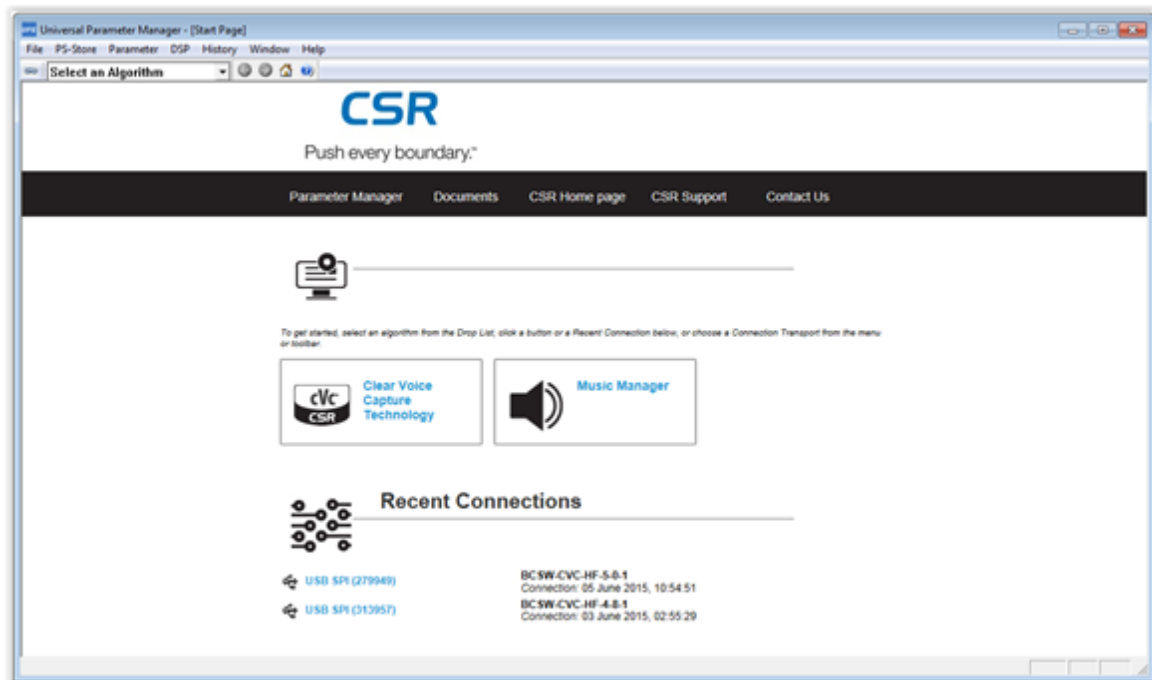 Universal Parameter Manager - [Start Page]
File PS-Store Parameter DSP History Window Help
Select an Algorithm
CSR
Push every boundary.™
Parameter Manager Documents CSR Home page CSR Support Contact Us
To get started, select an algorithm from the Drop List, click a button or a Recent Connection below, or choose a Connection Transport from the menu
or toolbar.
cVc
CSR
Clear Voice
Capture
Technology
Music Manager
Recent Connections
USB SPI (279949)
BCSW-CVC-HF-5-0-1
Connection: 05 June 2015, 10:54:51
USB SPI (313957)
BCSW-CVC-HF-4-8-1
Connection: 03 June 2015, 02:55:29